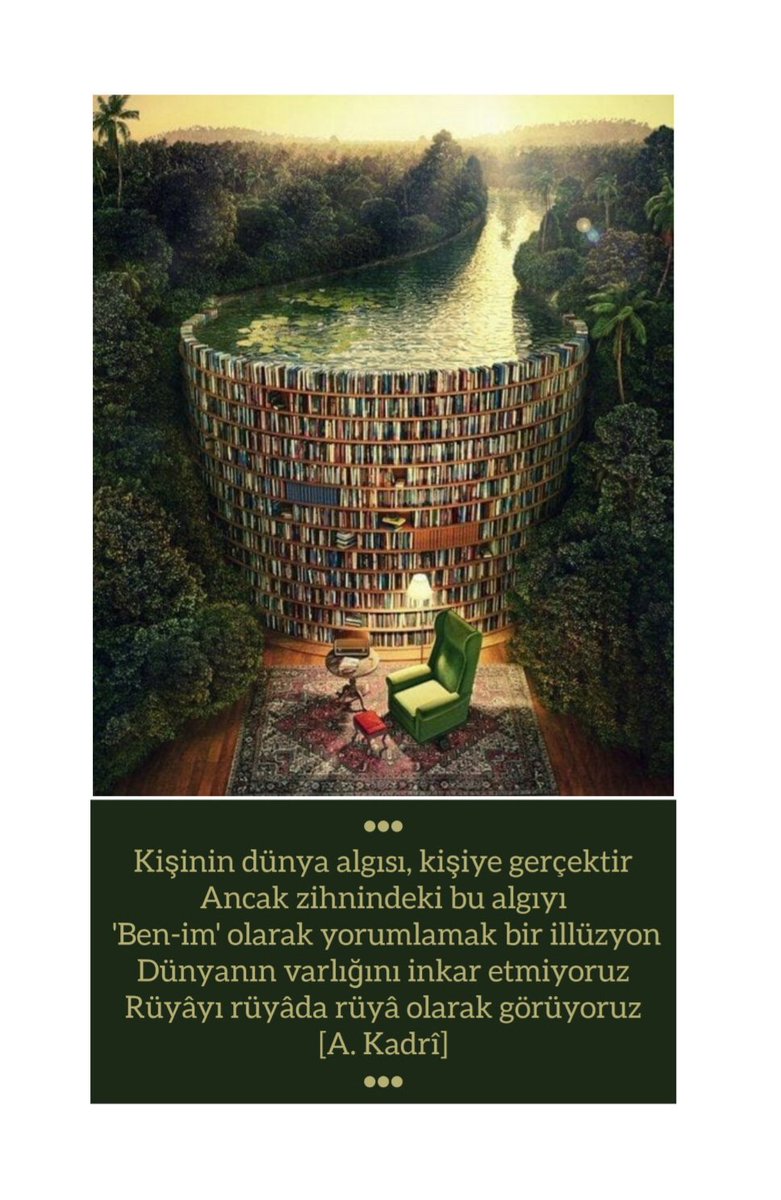 •••
Kişinin dünya algısı, kişiye gerçektir
Ancak zihnindeki bu algıyı
'Ben-im' olarak yorumlamak bir illüzyon
Dünyanın varlığını inkar etmiyoruz
Rüyâyı rüyâda rüyâ olarak görüyoruz
[A. Kadrî]
•••